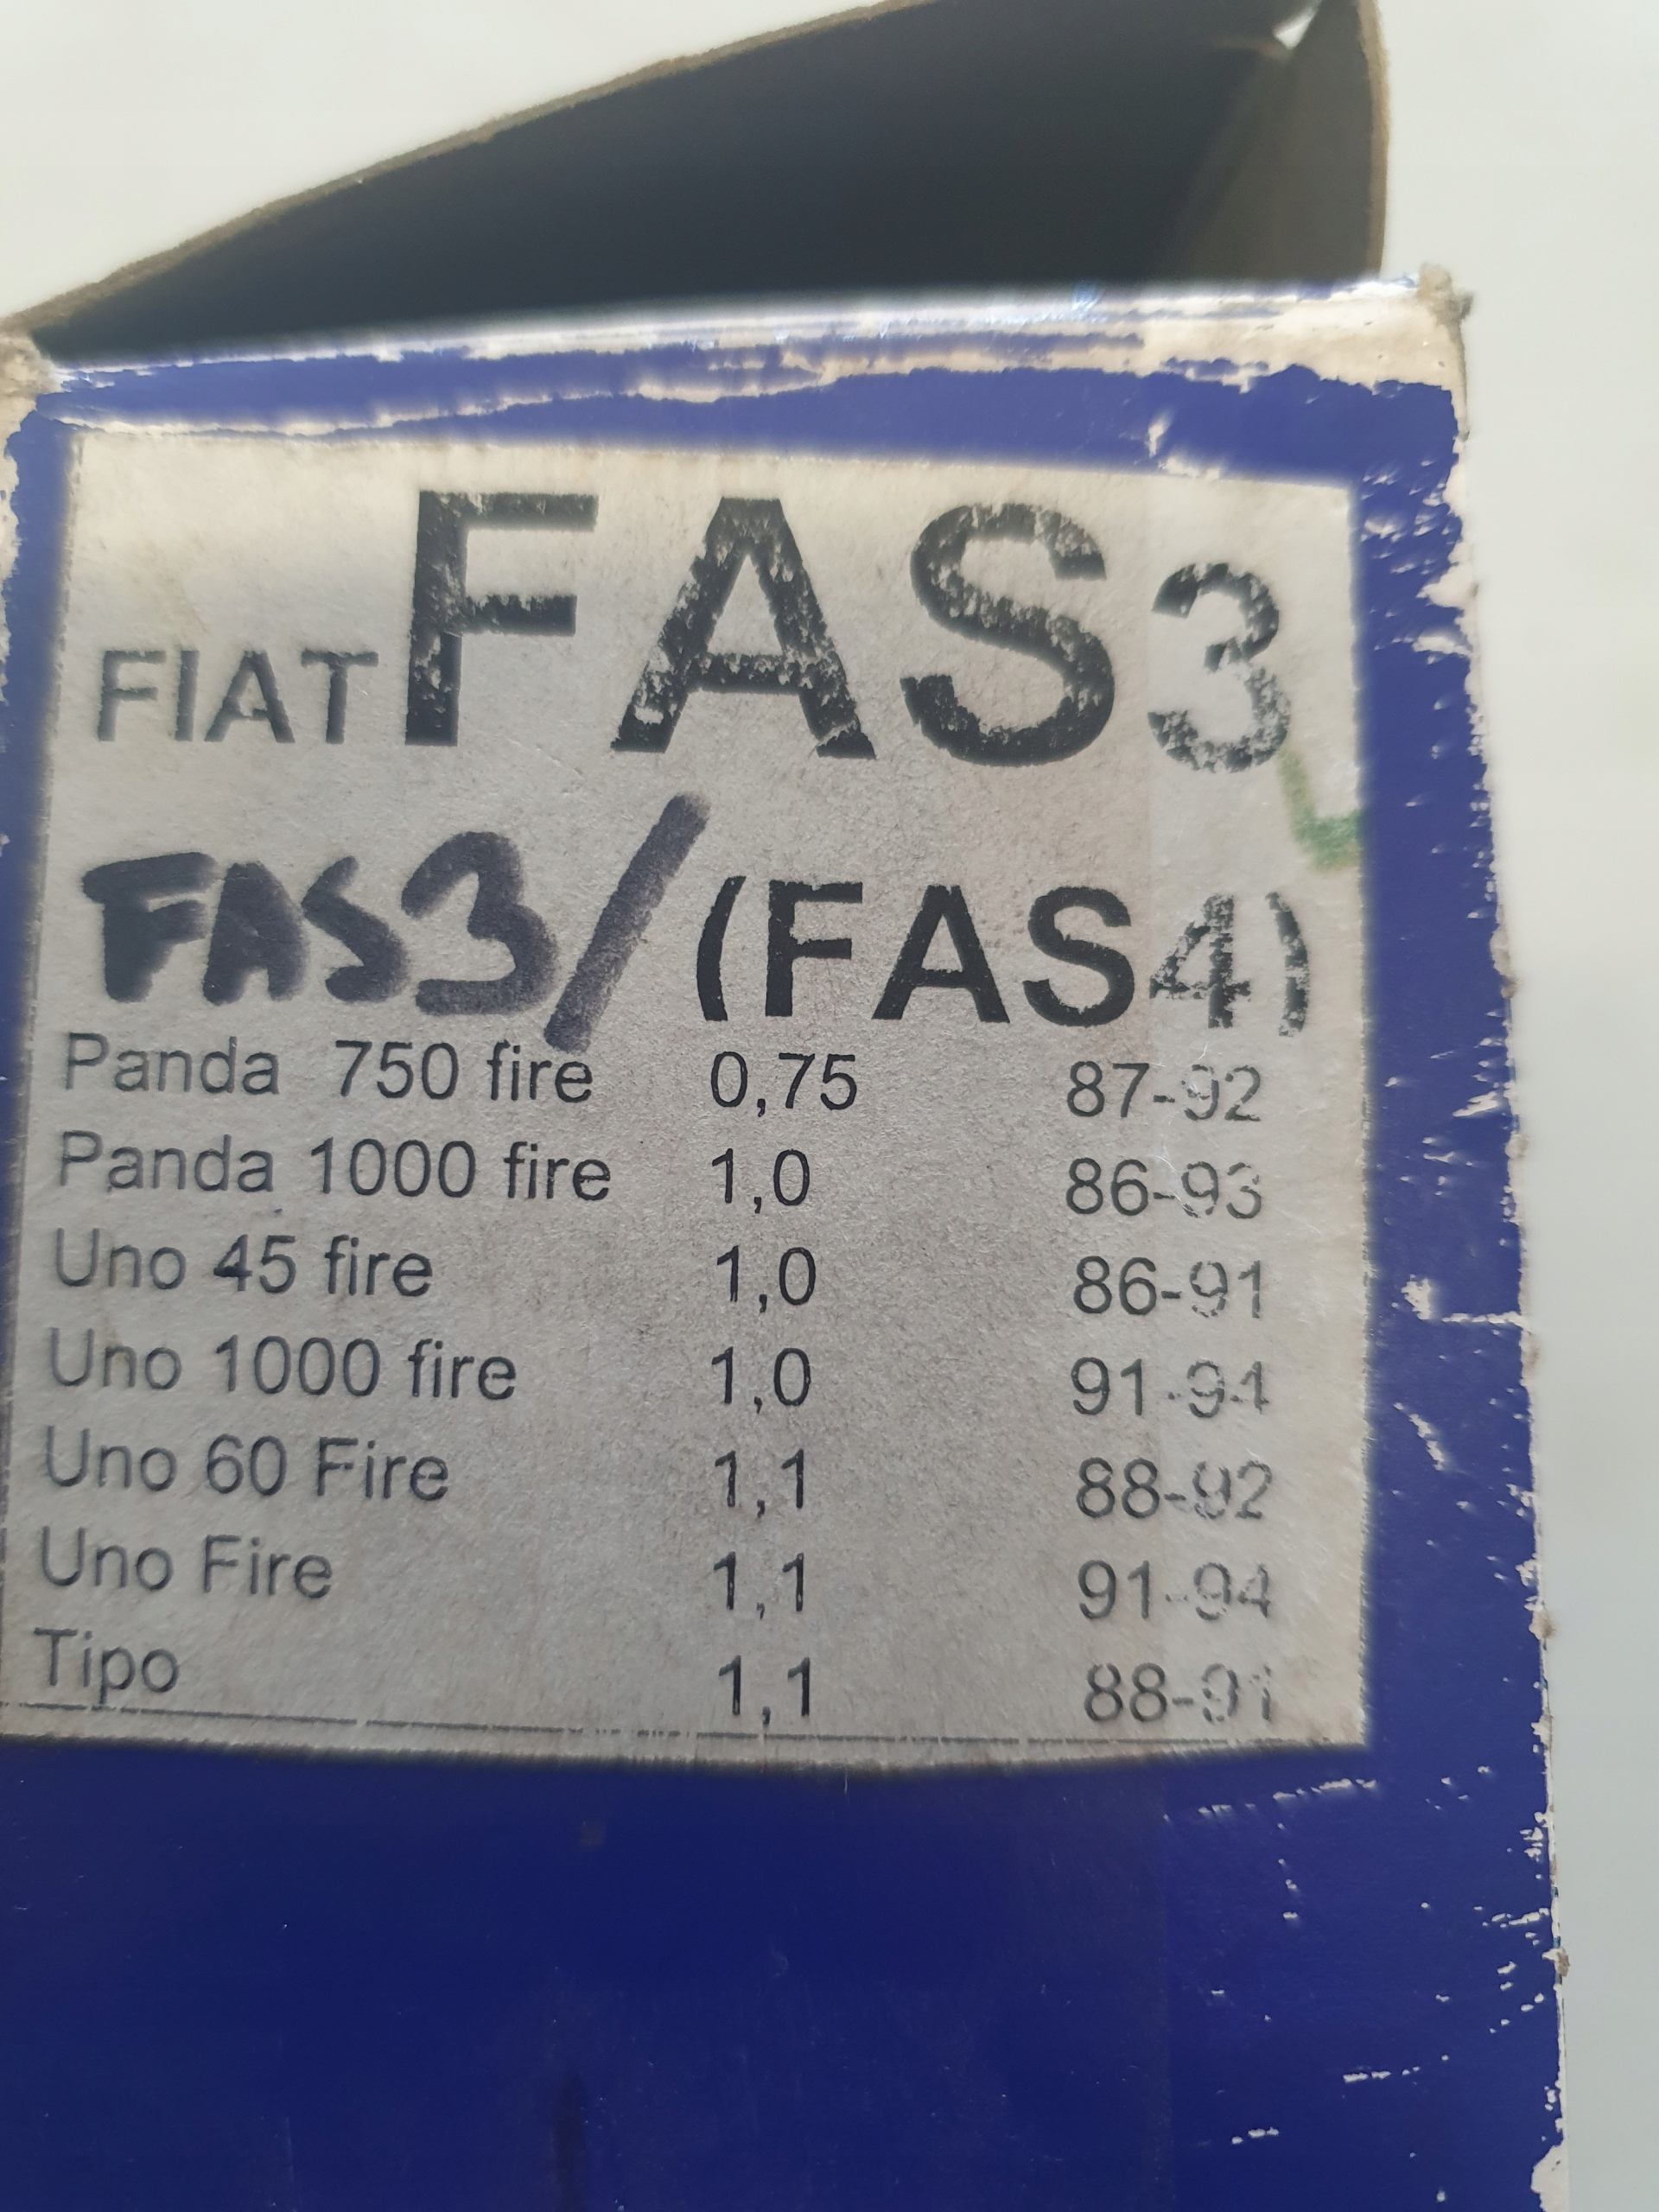 FIAT FAS3
FAS3/ (FAS4)
Panda 750 fire 0,75 87-92
Panda 1000 fire 1,0 86-93
Uno 45 fire 1,0 86-91
Uno 1000 fire 1,0 91-94
Uno 60 Fire 1,1 88-92
Uno Fire 1,1 91-94
Tipo 1,1 88-91